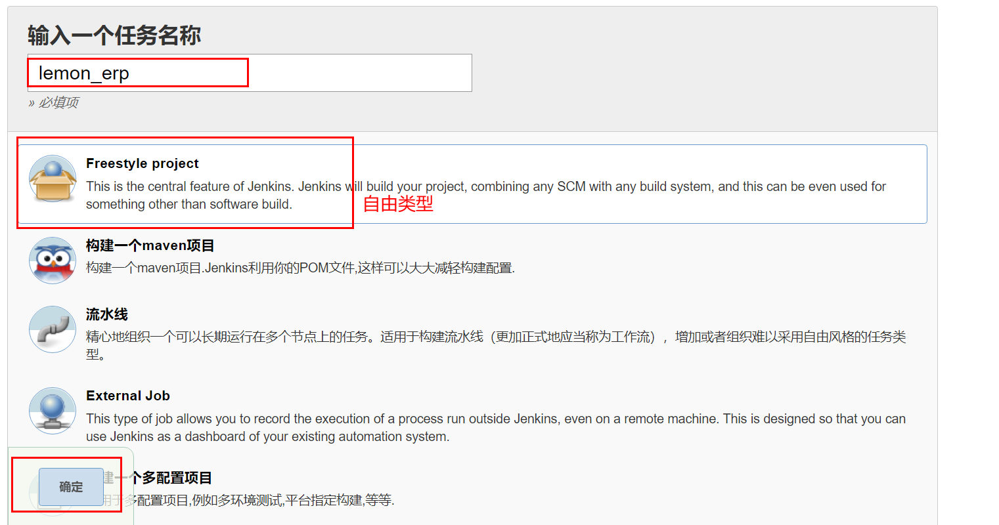 输入一个任务名称
lemon_erp
» 必填项
Freestyle project
This is the central feature of Jenkins. Jenkins will build your project, combining any SCM with any build system, and this can be even used for
something other than software build.
自由类型
构建一个maven项目
构建一个maven项目.Jenkins利用你的POM文件,这样可以大大减轻构建配置.
流水线
精心地组织一个可以长期运行在多个节点上的任务。适用于构建流水线（更加正式地应当称为工作流），增加或者组织难以采用自由风格的任务类
型。
External Job
This type of job allows you to record the execution of a process run outside Jenkins, even on a remote machine. This is designed so that you can
use Jenkins as a dashboard of your existing automation system.
建一个多配置项目
用于多配置项目,例如多环境测试,平台指定构建,等等.
确定